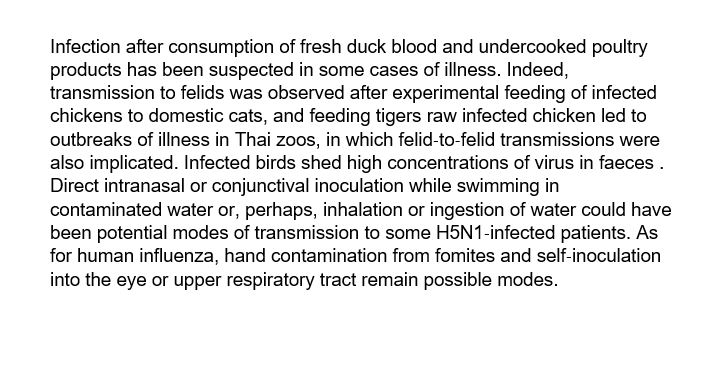 Infection after consumption of fresh duck blood and undercooked poultry
products has been suspected in some cases of illness. Indeed,
transmission to felids was observed after experimental feeding of infected
chickens to domestic cats, and feeding tigers raw infected chicken led to
outbreaks of illness in Thai zoos, in which felid-to-felid transmissions were
also implicated. Infected birds shed high concentrations of virus in faeces .
Direct intranasal or conjunctival inoculation while swimming in
contaminated water or, perhaps, inhalation or ingestion of water could have
been potential modes of transmission to some H5N1-infected patients. As
for human influenza, hand contamination from fomites and self-inoculation
into the eye or upper respiratory tract remain possible modes.